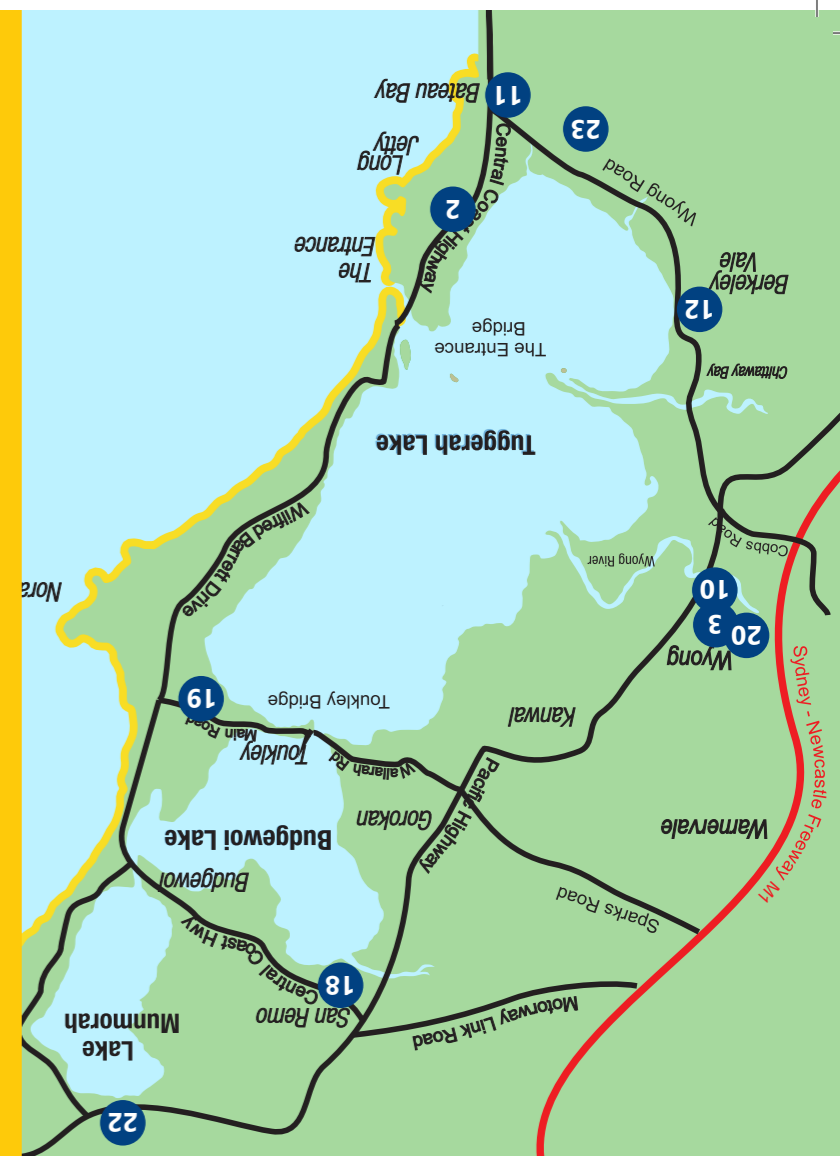 22
Lake
Munmorah
Motorway Link Road
San Remo
18
Central Coast Hwy
Sparks Road
Budgewoi
Sydney - Newcastle Freeway M1
Warnervale
Gorokan
Budgewoi Lake
Pacific Highway
Wallarah Rd
Toukley
Main Road
Kanwal
Toukley Bridge
19
Wyong
20
3
10
Nora
Wyong River
Wilfred Barrett Drive
Cobbs Road
Tuggerah Lake
Chittaway Bay
The Entrance
Bridge
12
Berkeley
Vale
The
Entrance
Central Coast Highway
2
Wyong Road
Long
Jetty
23
11
Bateau Bay